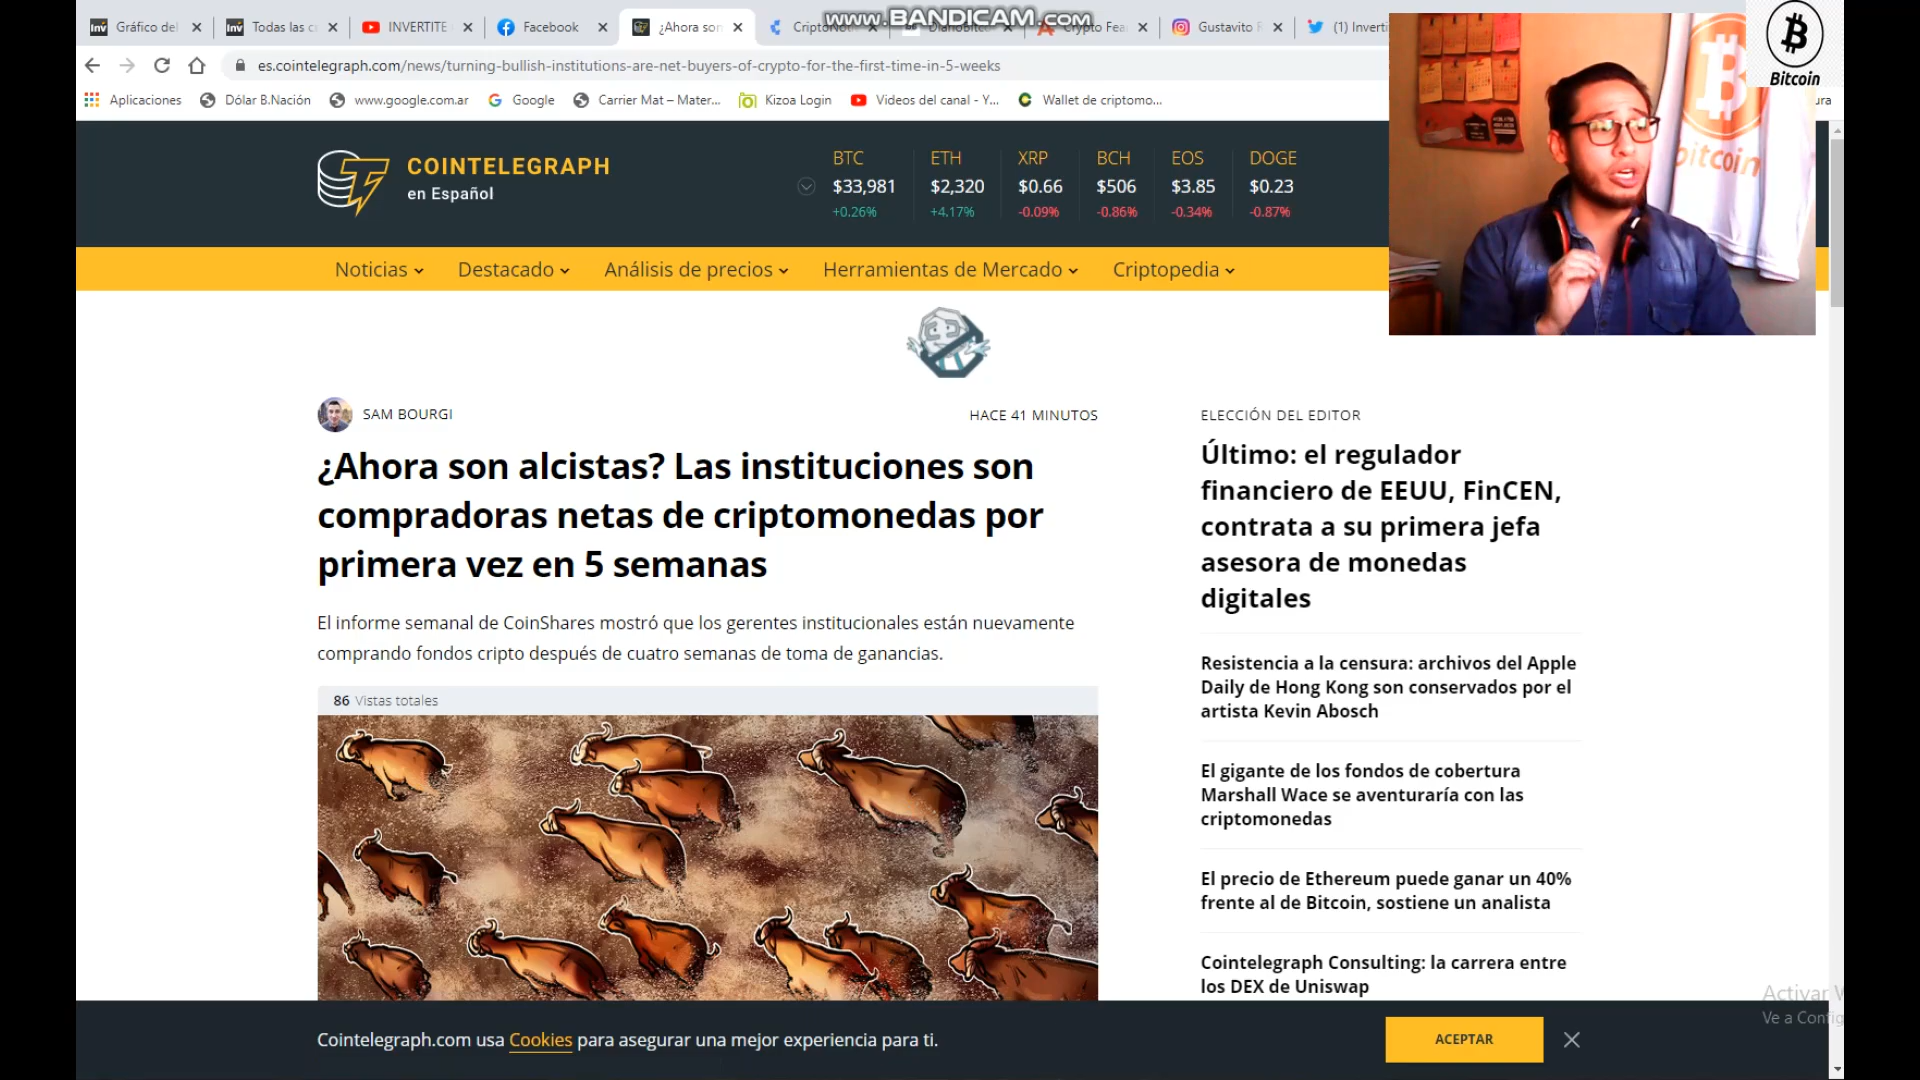 Gráfico del
Todas las c
INVERTITE
Facebook
¿Ahora son
Crypto Fea
Gustavito R
(1) Inverti
www.BANDICAM.com
es.cointelegraph.com/news/turning-bullish-institutions-are-net-buyers-of-crypto-for-the-first-time-in-5-weeks
Aplicaciones
Dólar B.Nación
www.google.com.ar
Google
Carrier Mat – Mater...
Kizoa Login
Videos del canal - Y...
Wallet de criptomo...
Bitcoin
bitcoin
COINTELEGRAPH
en Español
BTC ETH XRP BCH EOS DOGE
$33,981 $2,320 $0.66 $506 $3.85 $0.23
+0.26% +4.17% -0.09% -0.86% -0.34% -0.87%
Noticias Destacado Análisis de precios Herramientas de Mercado Criptopedia
SAM BOURGI
HACE 41 MINUTOS
¿Ahora son alcistas? Las instituciones son
compradoras netas de criptomonedas por
primera vez en 5 semanas
El informe semanal de CoinShares mostró que los gerentes institucionales están nuevamente
comprando fondos cripto después de cuatro semanas de toma de ganancias.
86 Vistas totales
ELECCIÓN DEL EDITOR
Último: el regulador
financiero de EEUU, FinCEN,
contrata a su primera jefa
asesora de monedas
digitales
Resistencia a la censura: archivos del Apple
Daily de Hong Kong son conservados por el
artista Kevin Abosch
El gigante de los fondos de cobertura
Marshall Wace se aventuraría con las
criptomonedas
El precio de Ethereum puede ganar un 40%
frente al de Bitcoin, sostiene un analista
Cointelegraph Consulting: la carrera entre
los DEX de Uniswap
Activar W
Ve a Config
Cointelegraph.com usa Cookies para asegurar una mejor experiencia para ti.
ACEPTAR